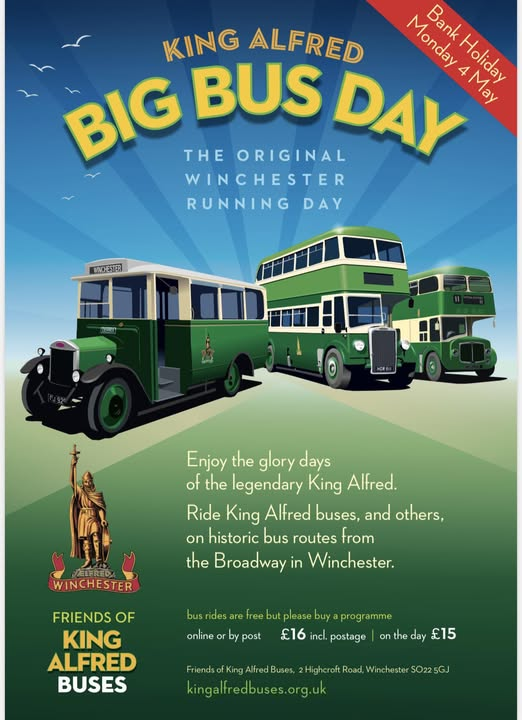 Bank Holiday
Monday 4 May
KING ALFRED
BIG BUS DAY
THE ORIGINAL
WINCHESTER
RUNNING DAY
WINCHESTER
Enjoy the glory days
of the legendary King Alfred.
Ride King Alfred buses, and others,
on historic bus routes from
the Broadway in Winchester.
ALFRED
WINCHESTER
FRIENDS OF
KING
ALFRED
BUSES
bus rides are free but please buy a programme
online or by post £16 incl. postage | on the day £15
Friends of King Alfred Buses, 2 Highcroft Road, Winchester SO22 5GJ
kingalfredbuses.org.uk